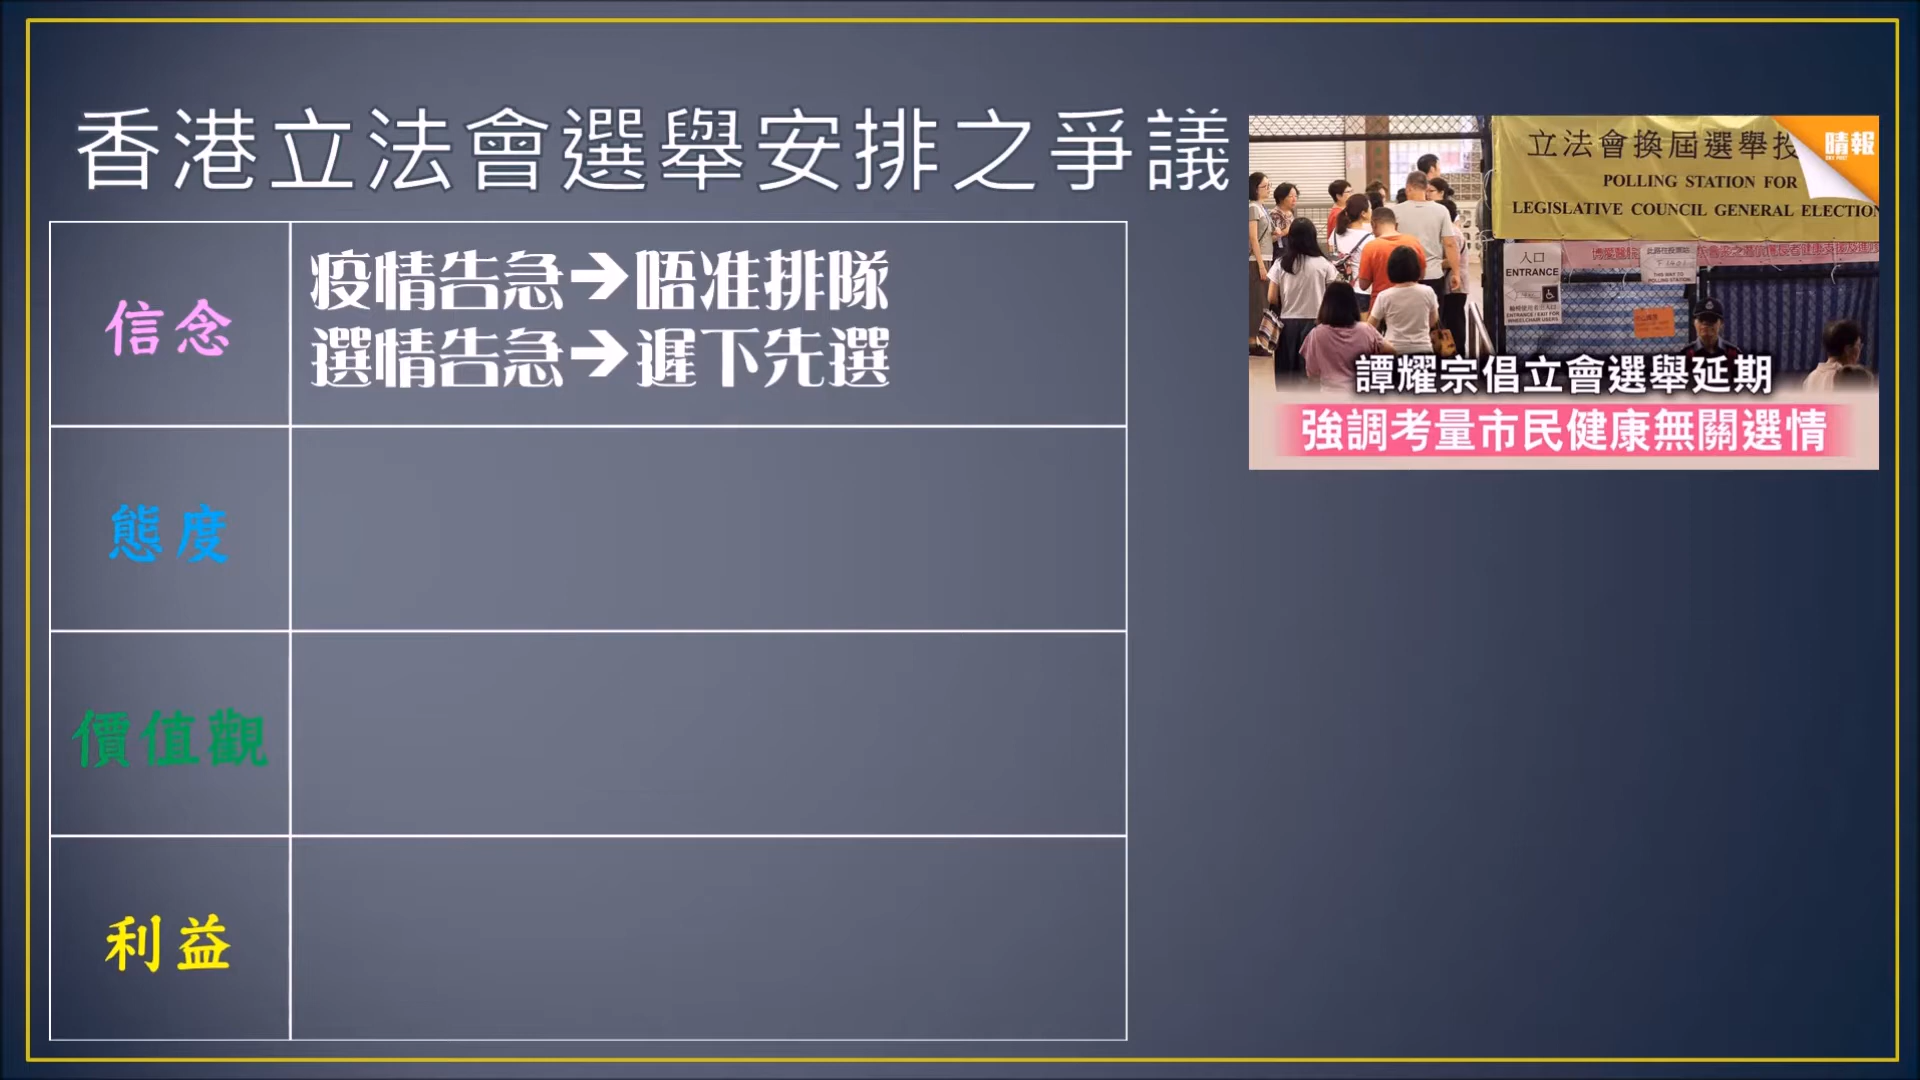 香港立法會選舉安排之爭議
信念
疫情告急→唔准排隊
選情告急→遲下先選
態度
價值觀
利益
立法會換屆選舉投
晴報
POLLING STATION FOR
LEGISLATIVE COUNCIL GENERAL ELECTION
入口
ENTRANCE
譚耀宗倡立會選舉延期
強調考量市民健康無關選情